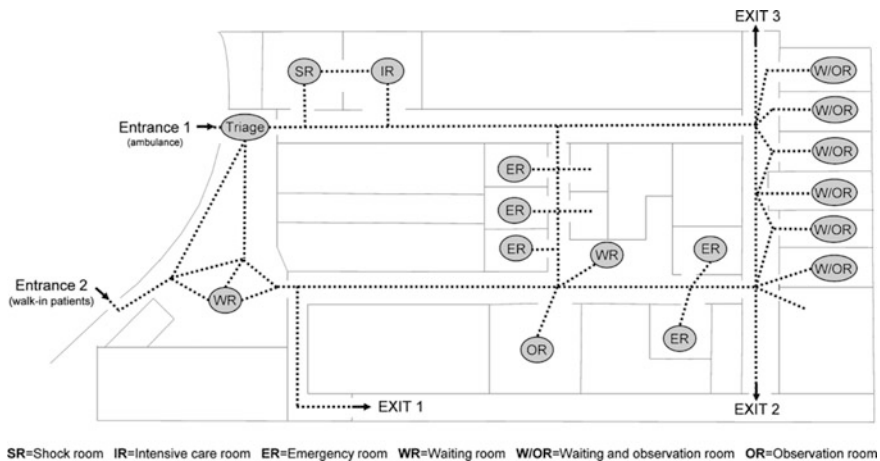 EXIT 3
SR
IR
W/OR
W/OR
Entrance 1
(ambulance)
Triage
W/OR
ER
ER
W/OR
ER
WR
ER
W/OR
Entrance 2
(walk-in patients)
WR
W/OR
OR
ER
EXIT 1
EXIT 2
SR=Shock room IR=Intensive care room ER=Emergency room WR=Waiting room W/OR=Waiting and observation room OR=Observation room